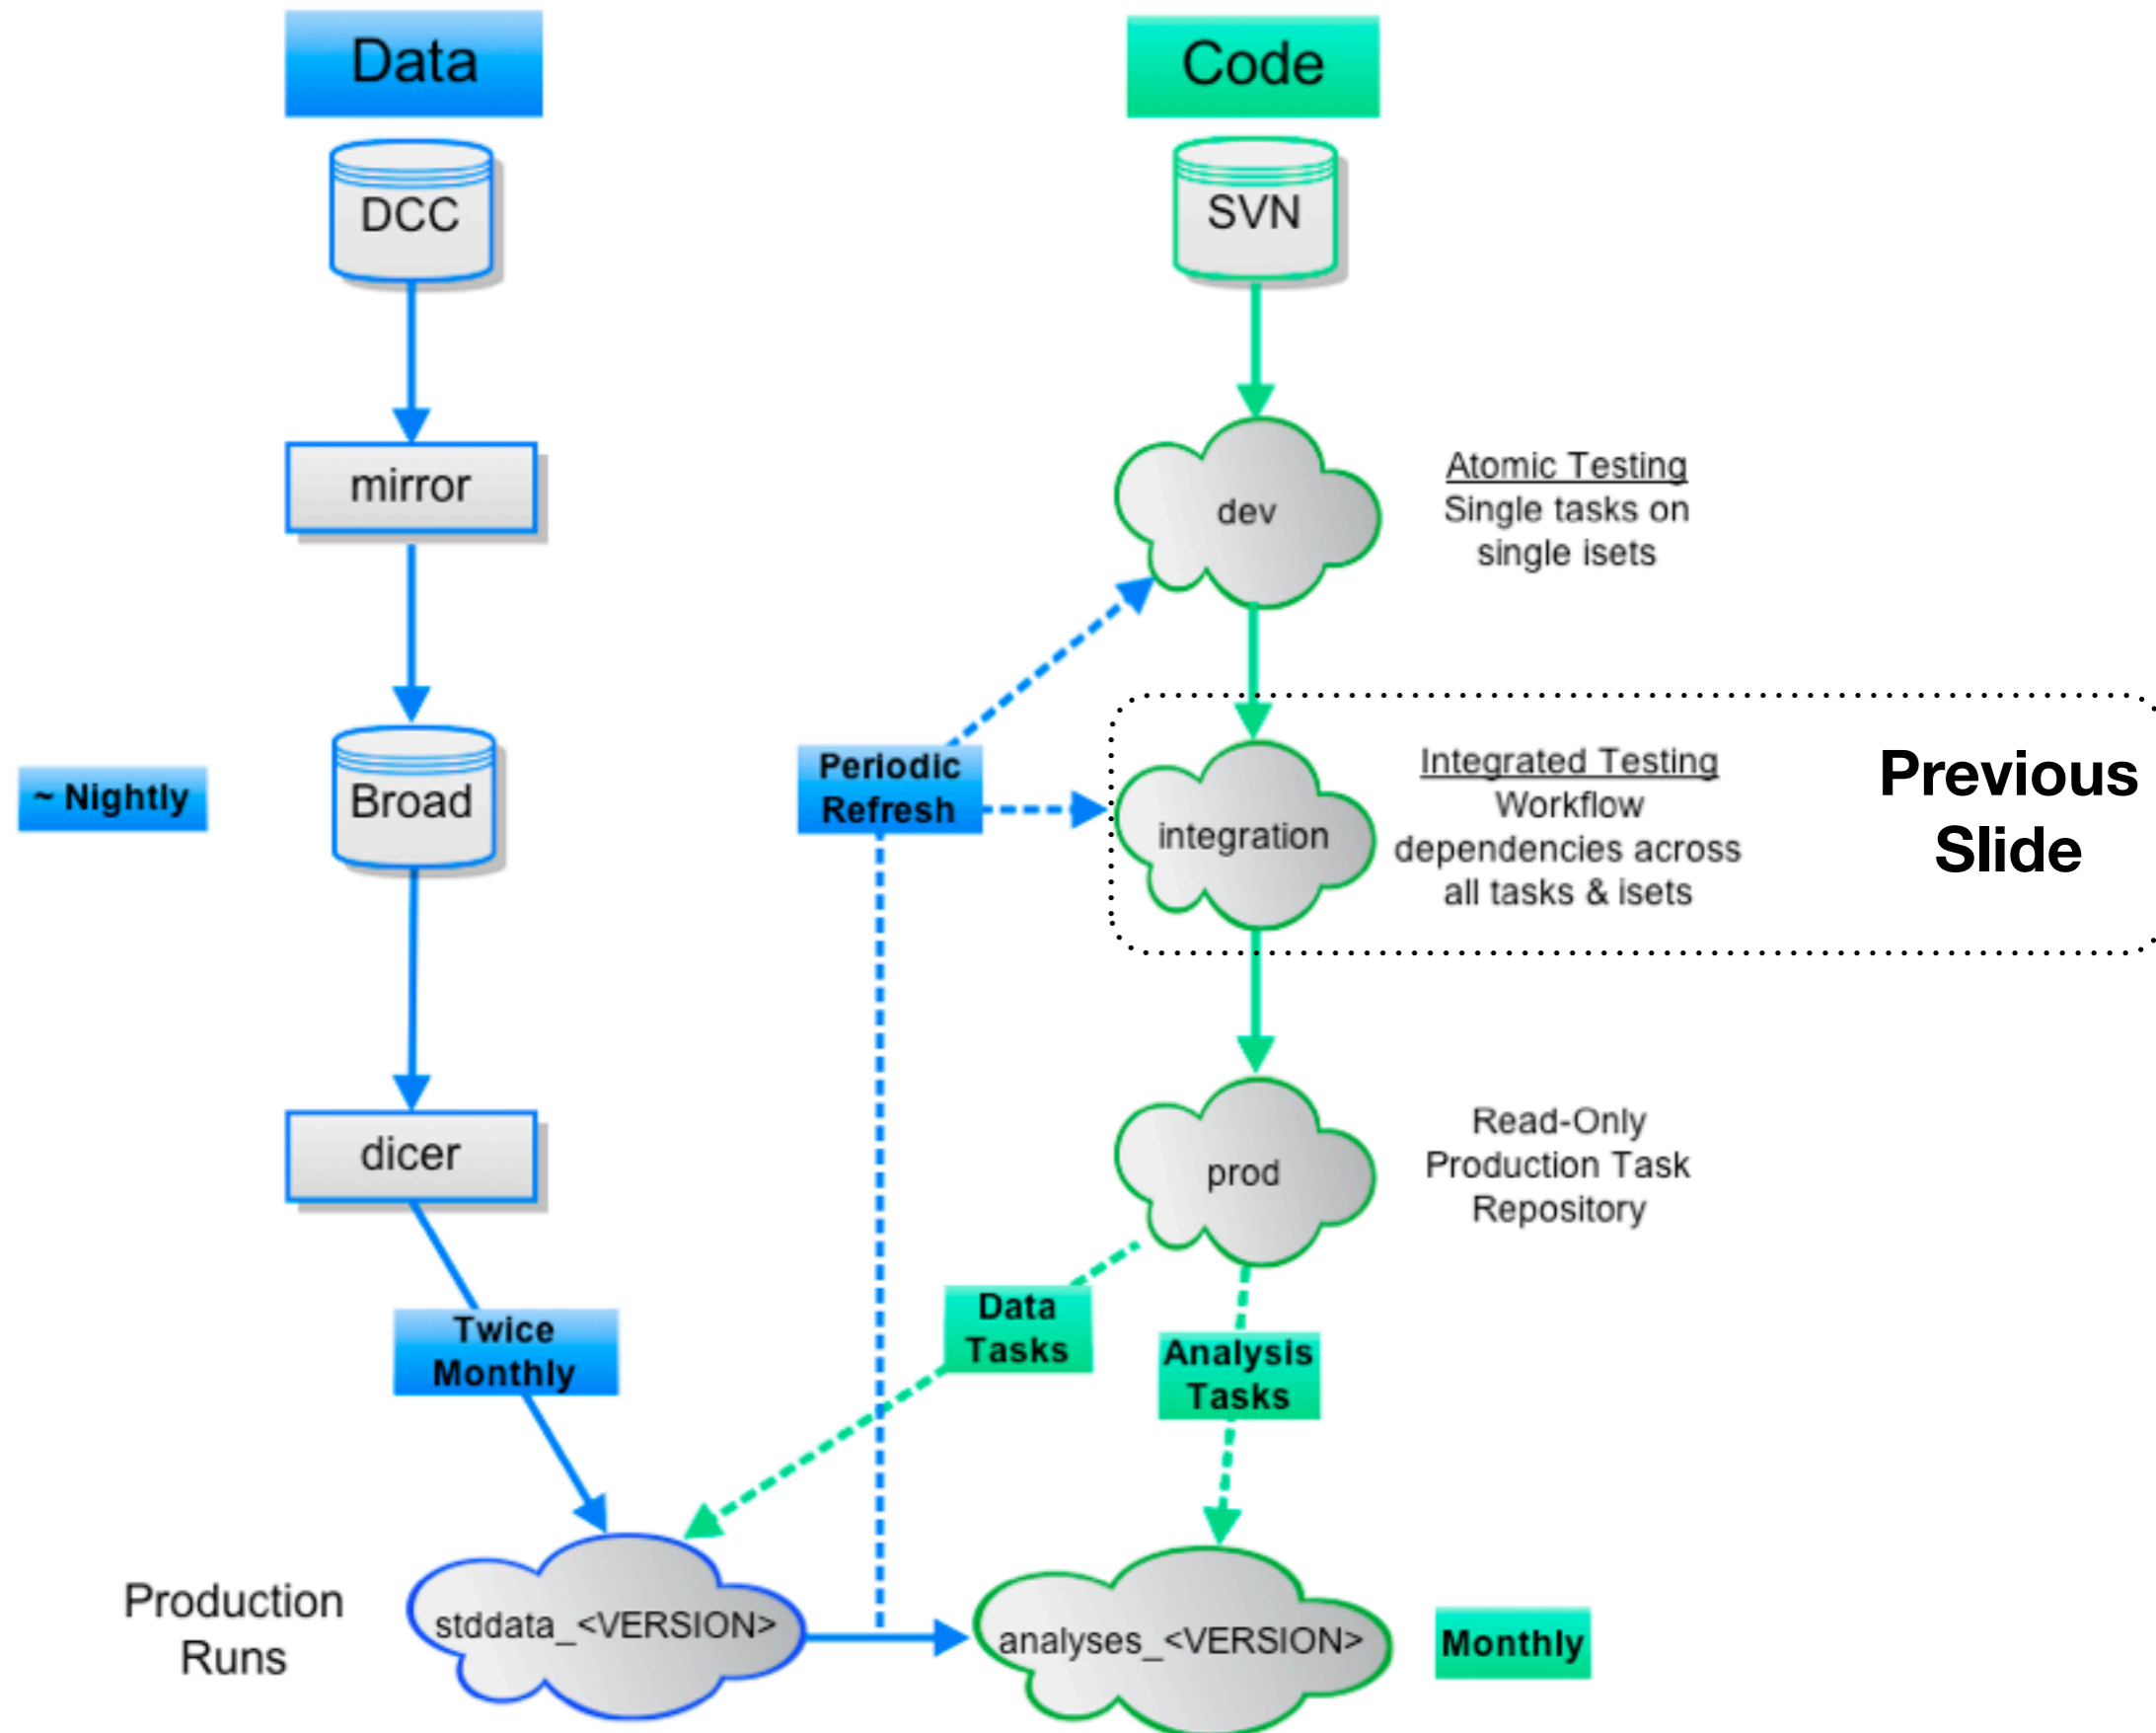 Data
Code
DCC
SVN
mirror
dev
Atomic Testing
Single tasks on
single isets
~ Nightly
Broad
Periodic
Refresh
integration
Integrated Testing
Workflow
dependencies across
all tasks & isets
Previous
Slide
dicer
prod
Read-Only
Production Task
Repository
Twice
Monthly
Data
Tasks
Analysis
Tasks
Production
Runs
stddata_<VERSION>
analyses_<VERSION>
Monthly